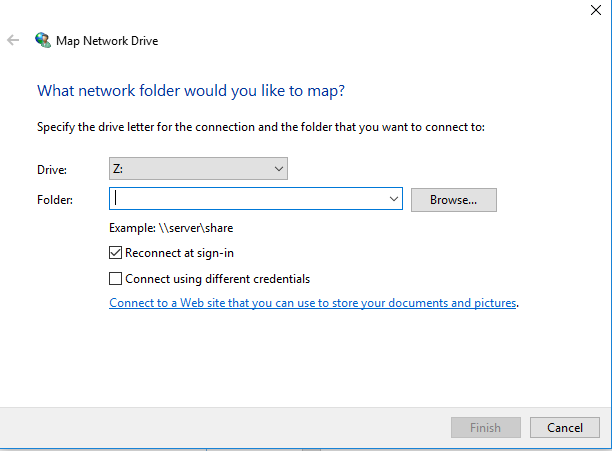 Map Network Drive
What network folder would you like to map?
Specify the drive letter for the connection and the folder that you want to connect to:
Drive: Z:
Folder: Browse...
Example: \\server\share
Reconnect at sign-in
Connect using different credentials
Connect to a Web site that you can use to store your documents and pictures.
Finish Cancel